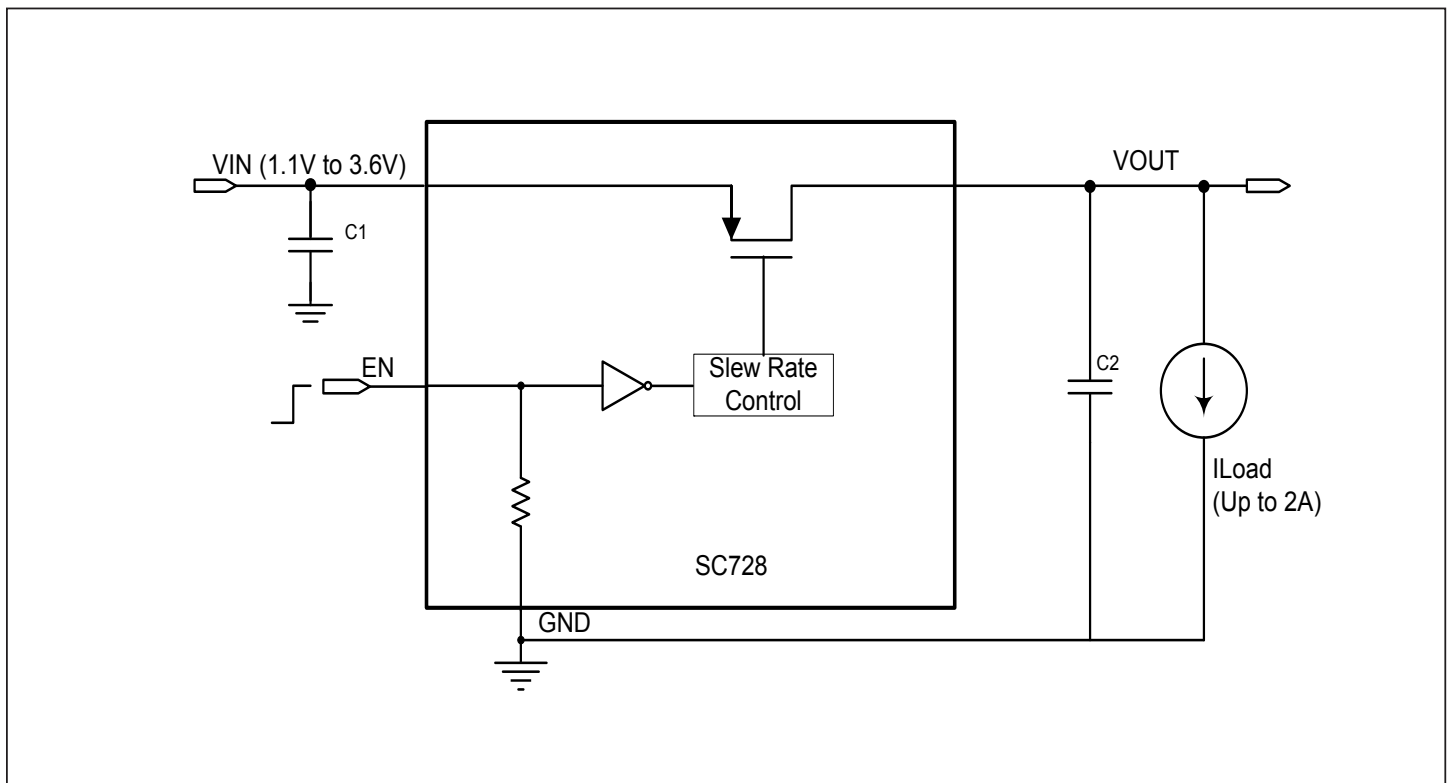 VIN (1.1V to 3.6V)
VOUT
C1
EN
Slew Rate
Control
C2
ILoad
(Up to 2A)
SC728
GND